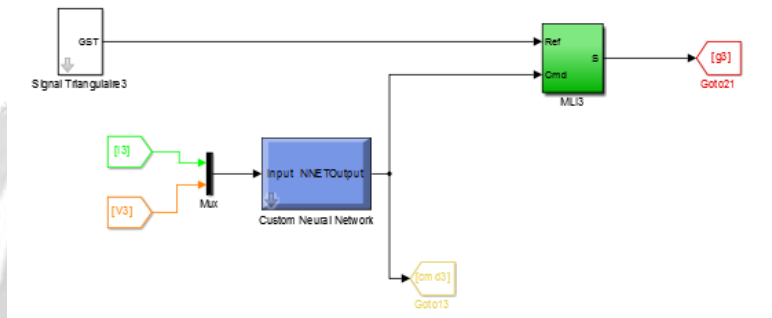 GST
Signal Triangulaire3
Ref
Cmd
S
MLI3
[g3]
Goto21
[I3]
[V3]
Mux
Input NNETOutput
Custom Neural Network
[cmd3]
Goto13